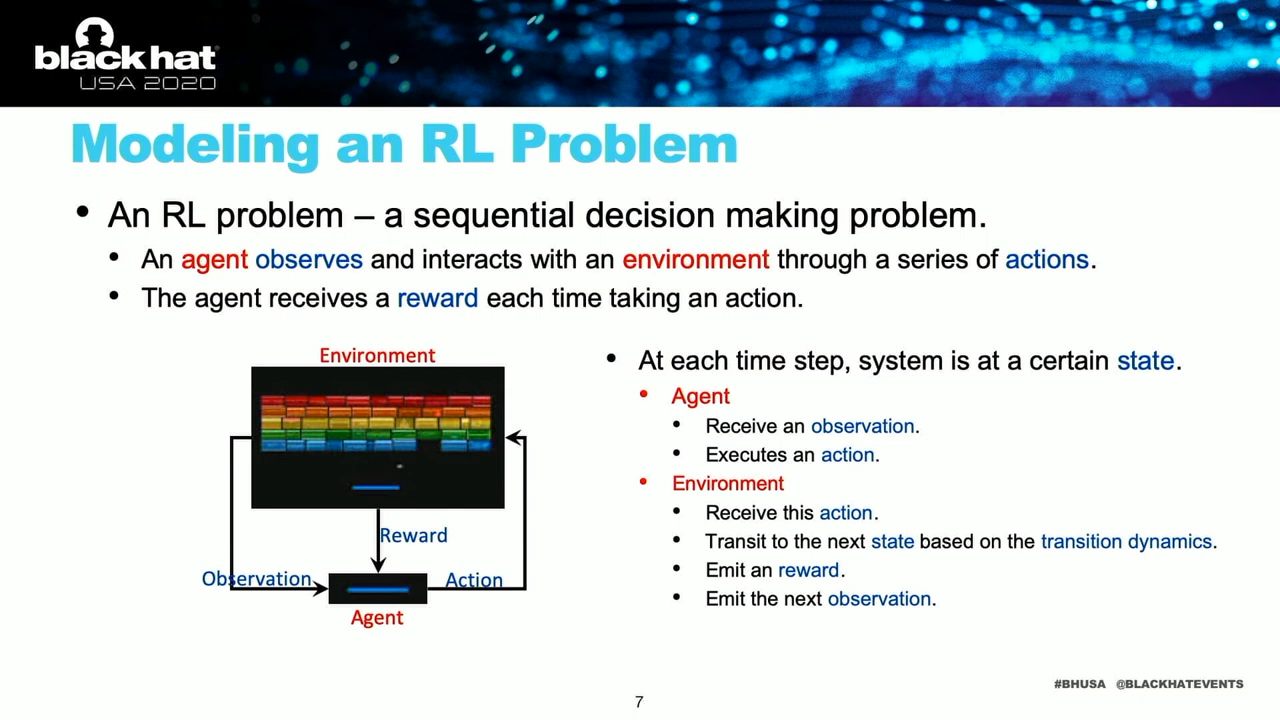 black hat
USA 2020
Modeling an RL Problem
• An RL problem – a sequential decision making problem.
• An agent observes and interacts with an environment through a series of actions.
• The agent receives a reward each time taking an action.
Environment
Reward
Observation
Action
Agent
• At each time step, system is at a certain state.
• Agent
• Receive an observation.
• Executes an action.
• Environment
• Receive this action.
• Transit to the next state based on the transition dynamics.
• Emit an reward.
• Emit the next observation.
#BHUSA @BLACKHATEVENTS
7